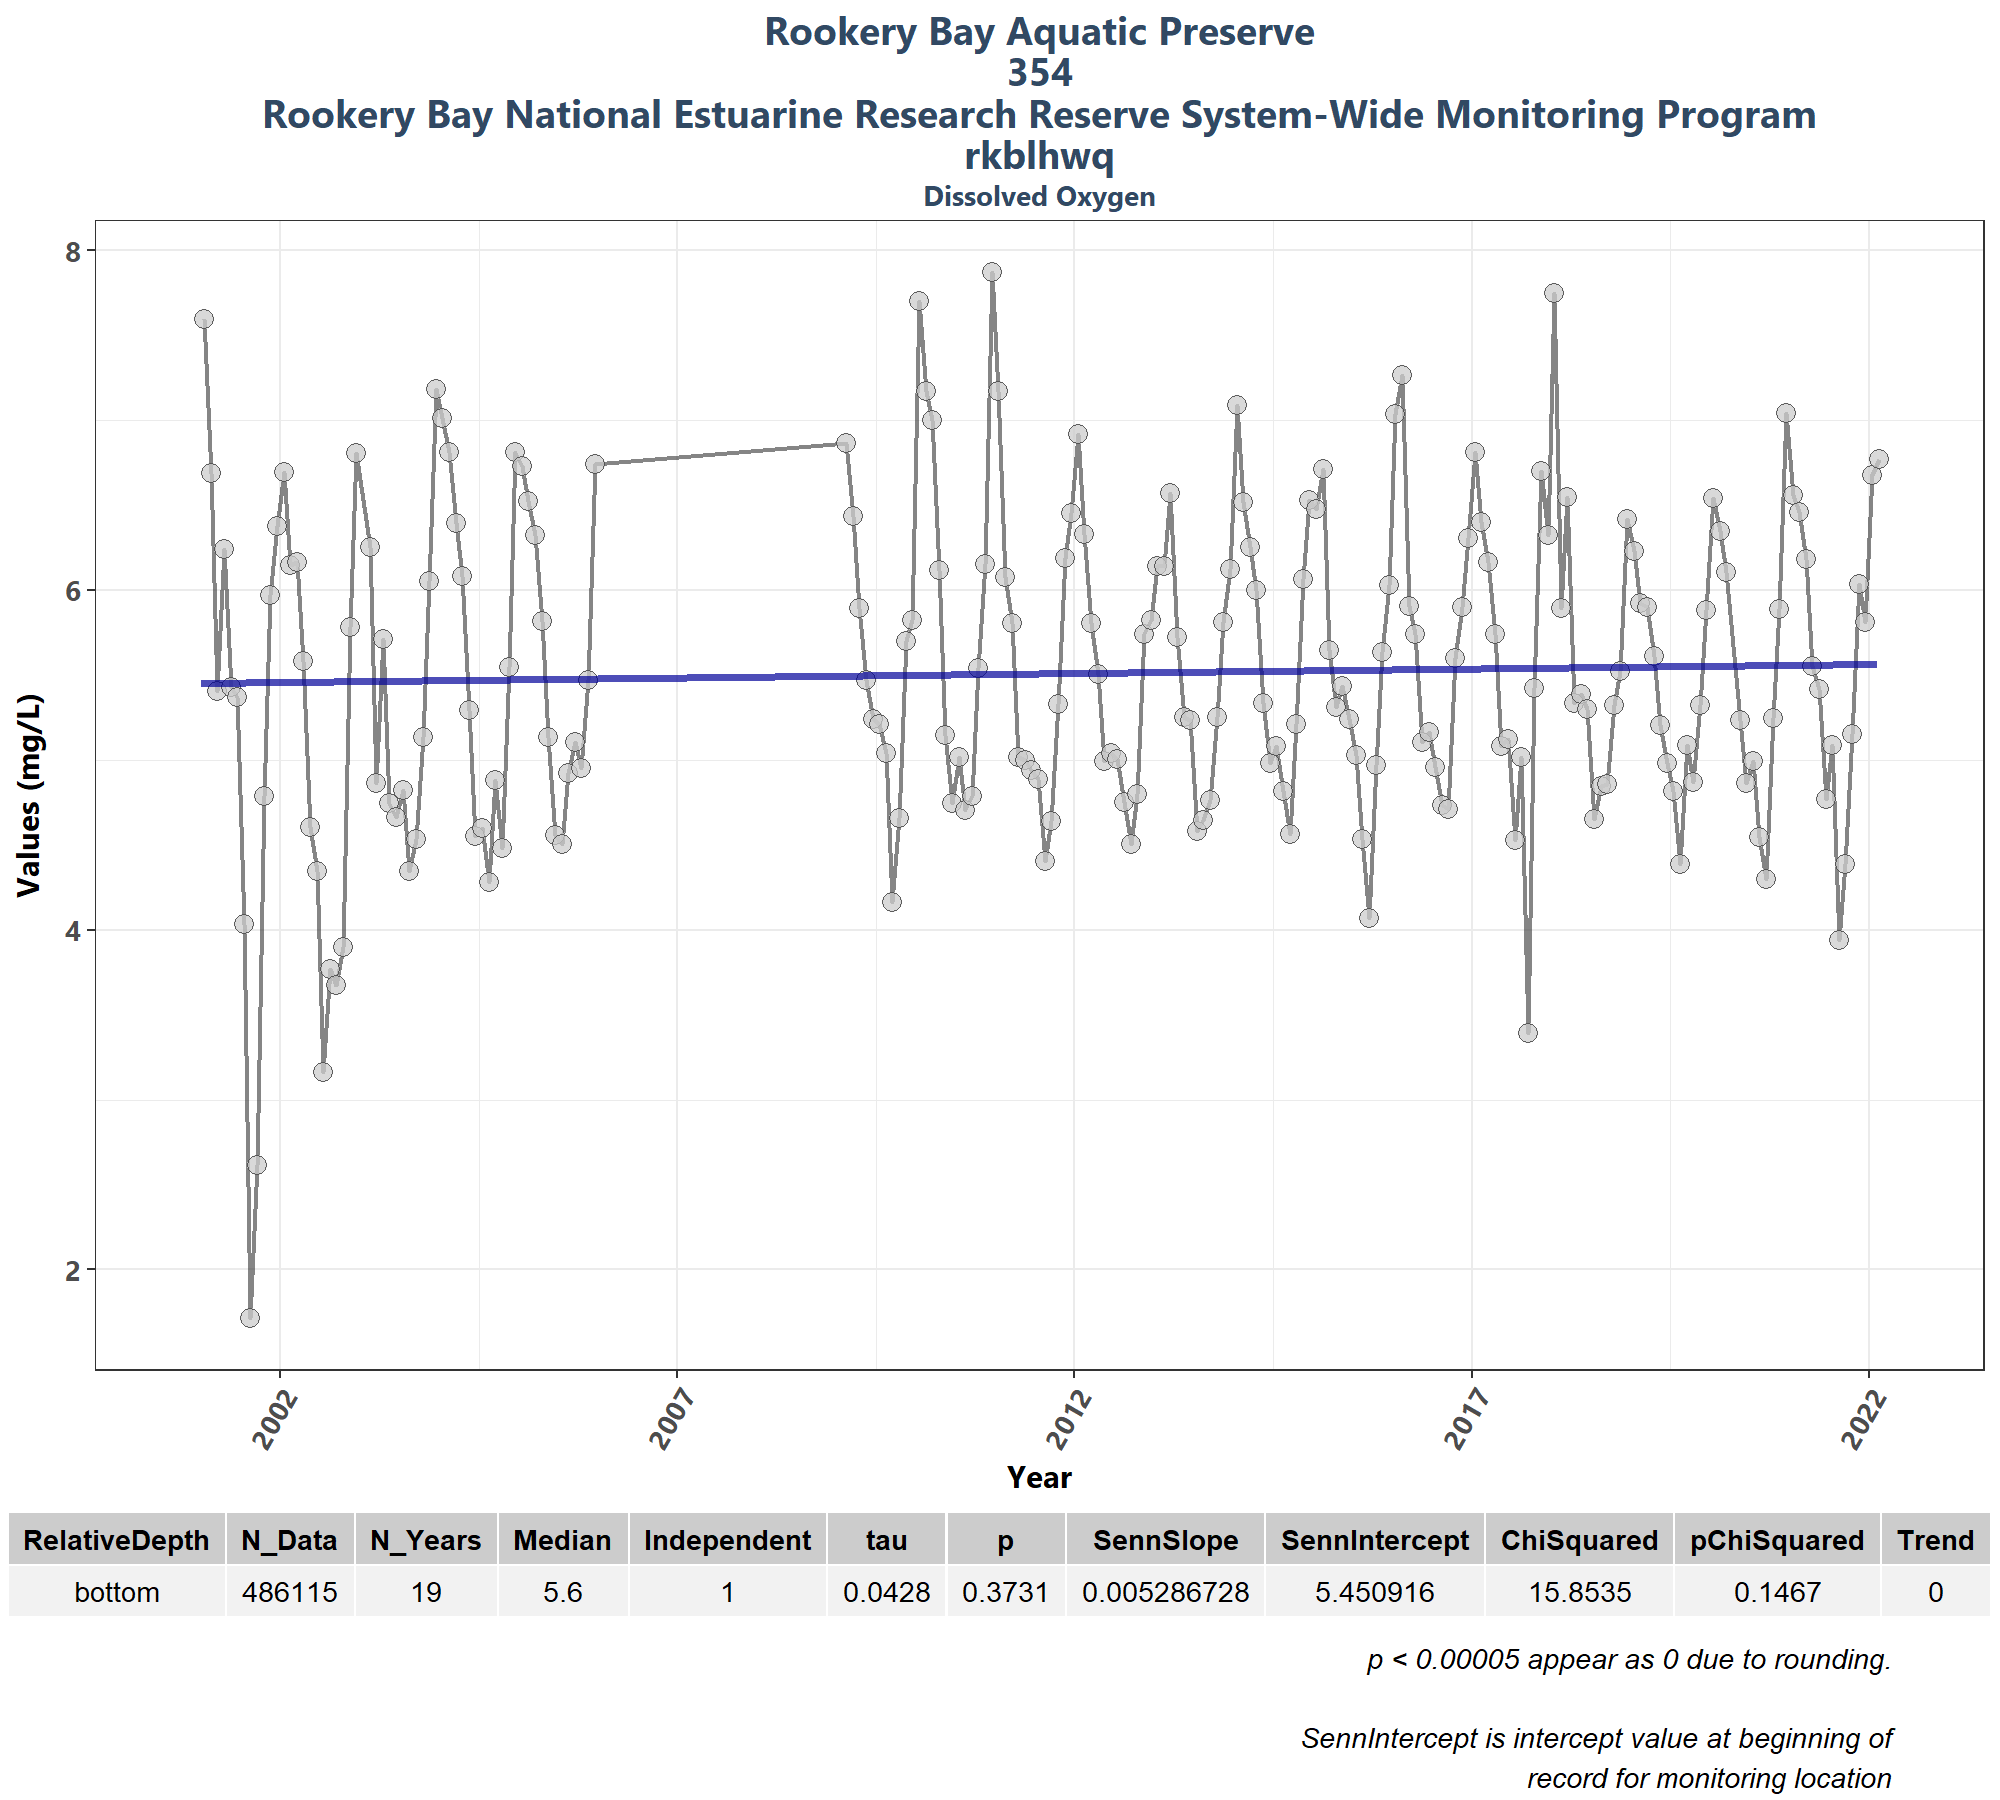 Rookery Bay Aquatic Preserve
354
Rookery Bay National Estuarine Research Reserve System-Wide Monitoring Program
rkblhwq
Dissolved Oxygen
8
6
4
2
Values (mg/L)
2002 2007 2012 2017 2022
Year
RelativeDepth N_Data N_Years Median Independent tau p SennSlope SennIntercept ChiSquared pChiSquared Trend
bottom 486115 19 5.6 1 0.0428 0.3731 0.005286728 5.450916 15.8535 0.1467 0
p < 0.00005 appear as 0 due to rounding.
SennIntercept is intercept value at beginning of
record for monitoring location